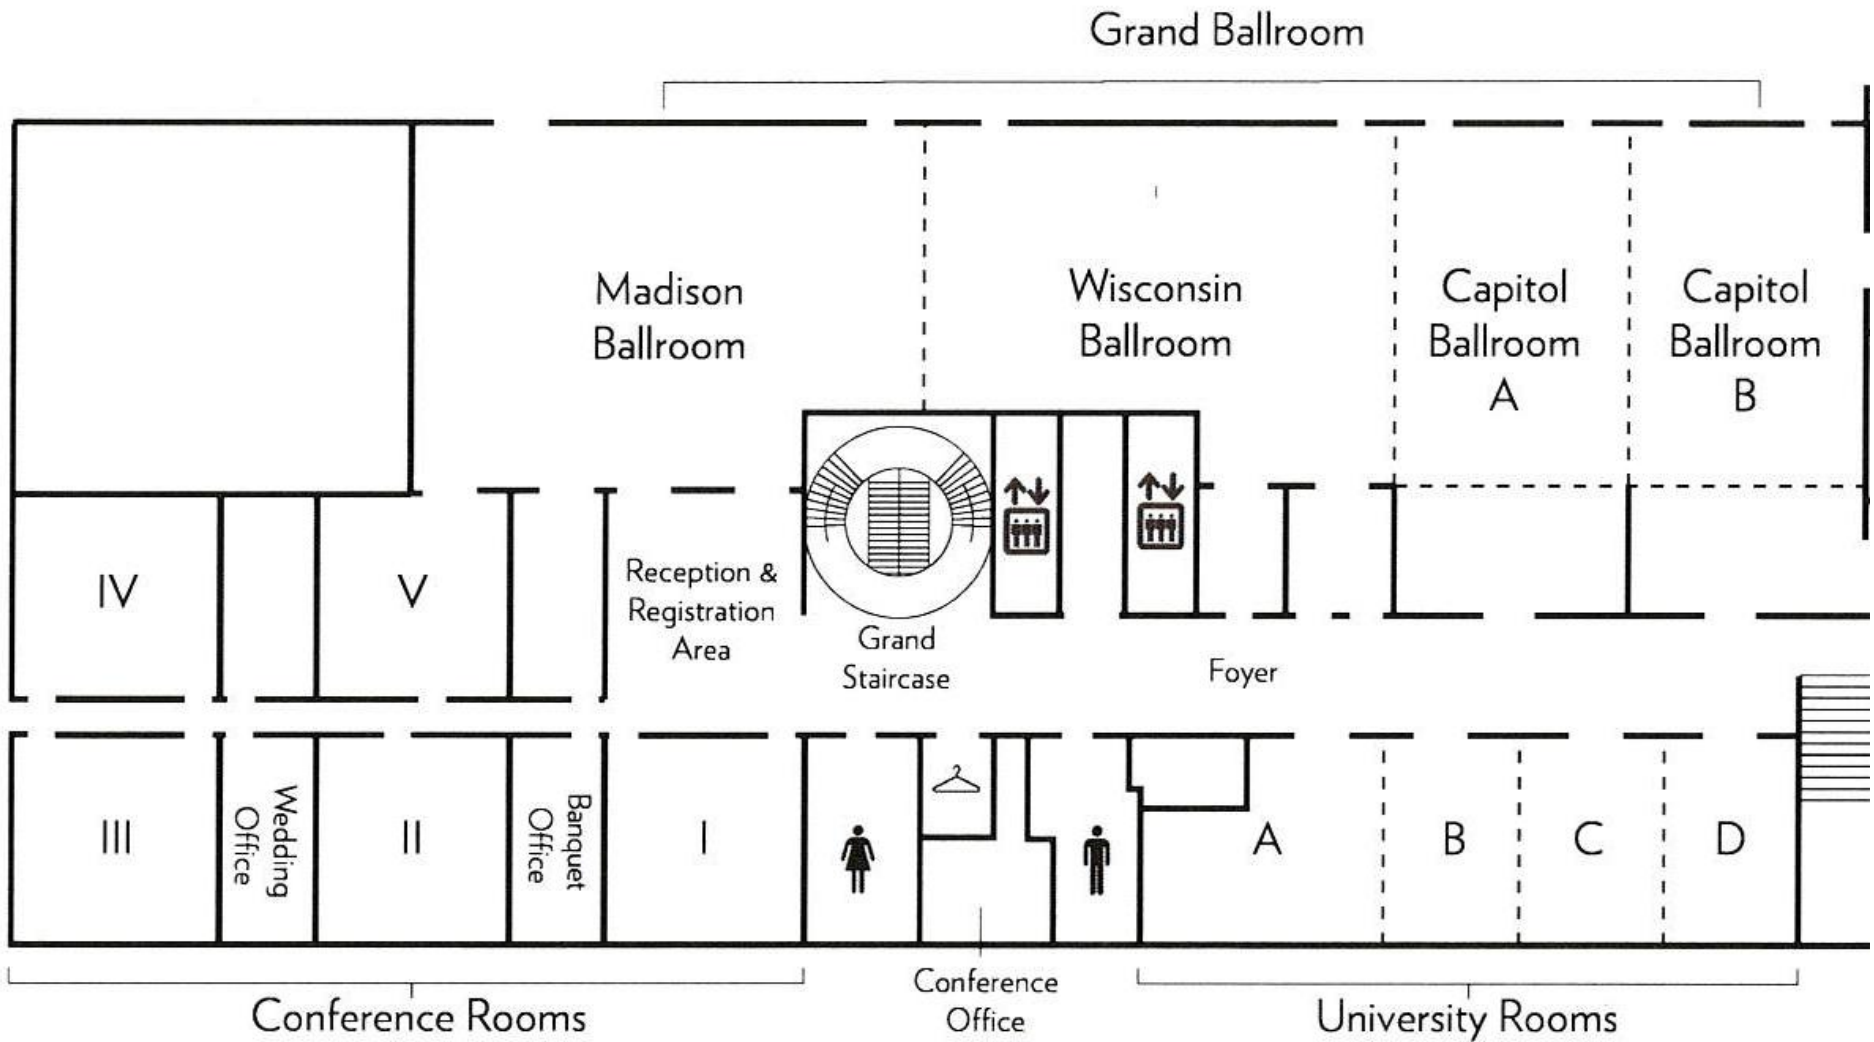 Grand Ballroom
Madison
Ballroom
Wisconsin
Ballroom
Capitol
Ballroom
A
Capitol
Ballroom
B
IV
V
Reception &
Registration
Area
Grand
Staircase
Foyer
III
Wedding
Office
II
Banquet
Office
I
A
B
C
D
Conference Rooms
Conference
Office
University Rooms